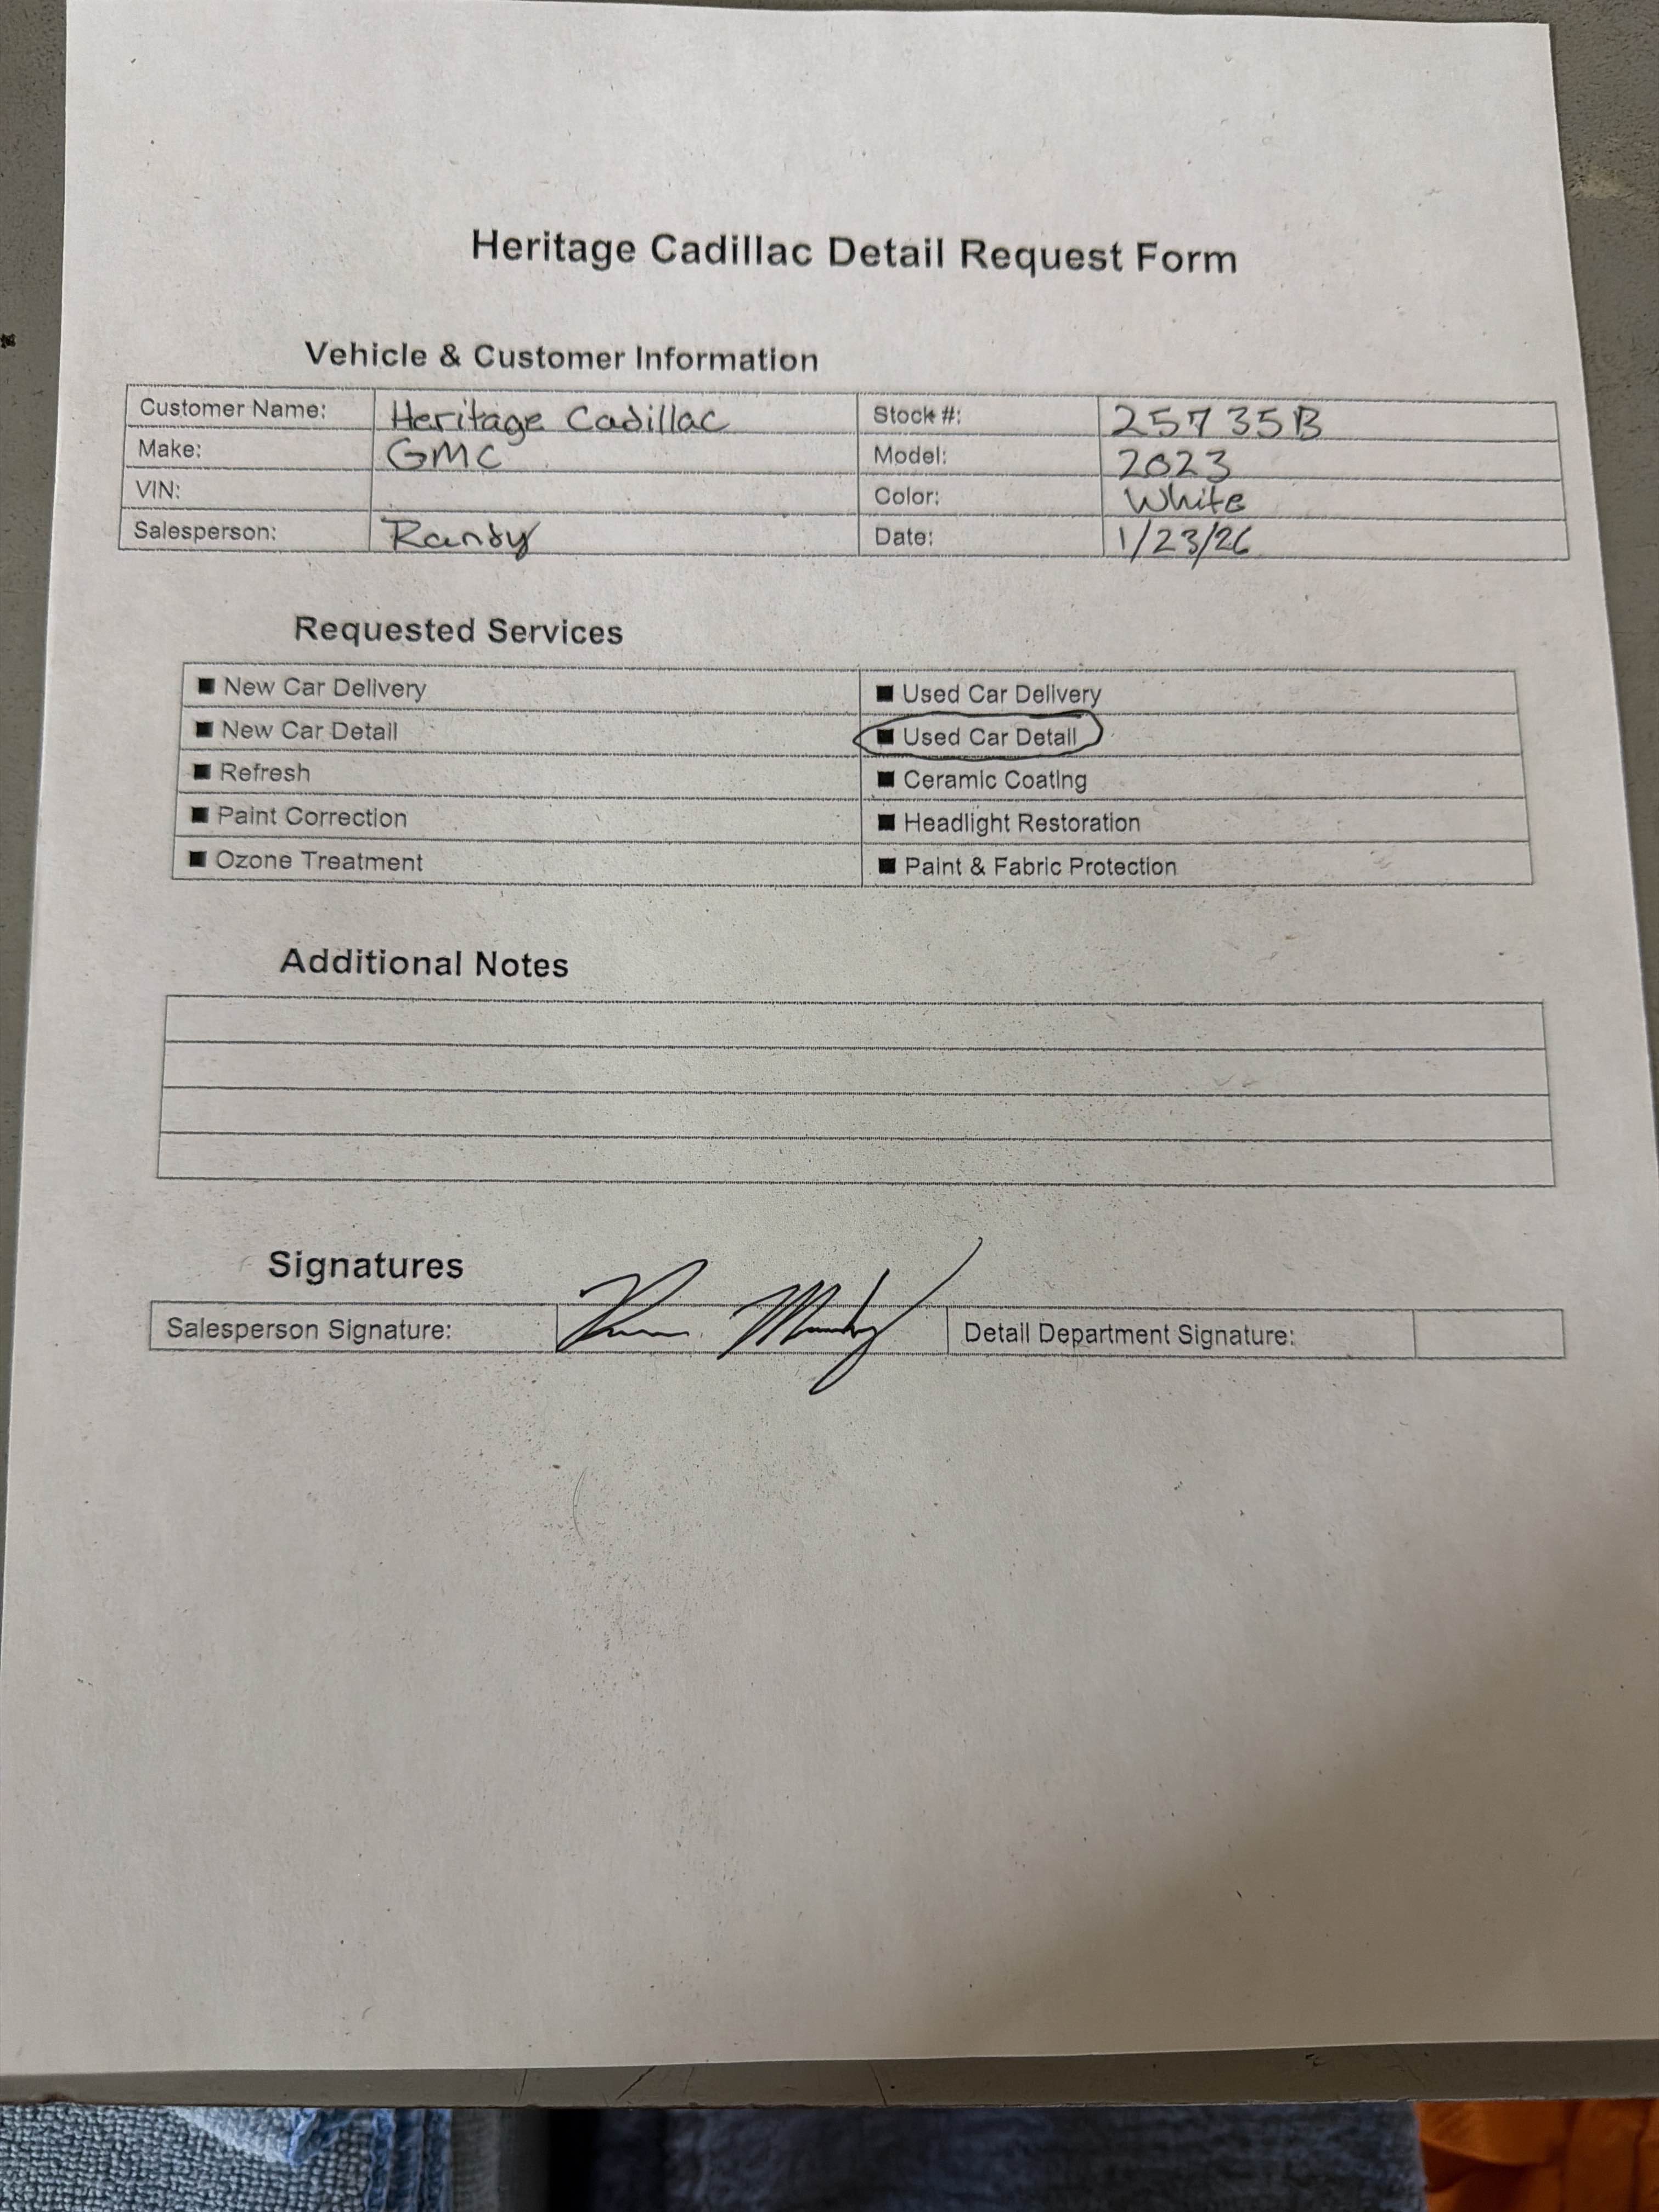 Heritage Cadillac Detail Request Form
Vehicle & Customer Information
Customer Name: Heritage Cadillac Stock #: 25735B
Make: GMC Model: 2023
VIN: Color: White
Salesperson: Randy Date: 1/23/26
Requested Services
■ New Car Delivery ■ Used Car Delivery
■ New Car Detail ■ Used Car Detail
■ Refresh ■ Ceramic Coating
■ Paint Correction ■ Headlight Restoration
■ Ozone Treatment ■ Paint & Fabric Protection
Additional Notes
Signatures
Salesperson Signature: Detail Department Signature: